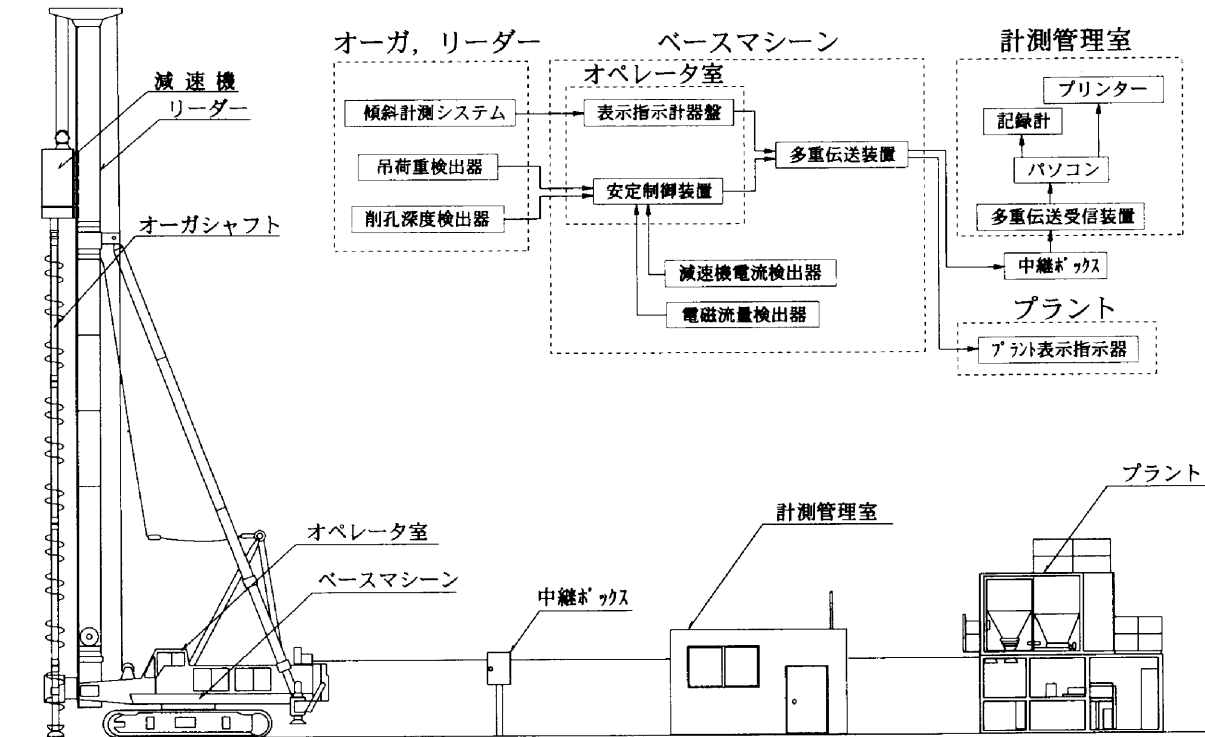 オーガ, リーダー
ベースマシーン
計測管理室
オペレータ室
減速機
リーダー
傾斜計測システム
表示指示計器盤
プリンター
記録計
吊荷重検出器
多重伝送装置
パソコン
安定制御装置
削孔深度検出器
多重伝送受信装置
オーガシャフト
減速機電流検出器
中継ボックス
電磁流量検出器
プラント
プラント表示指示器
プラント
計測管理室
オペレータ室
ベースマシーン
中継ボックス